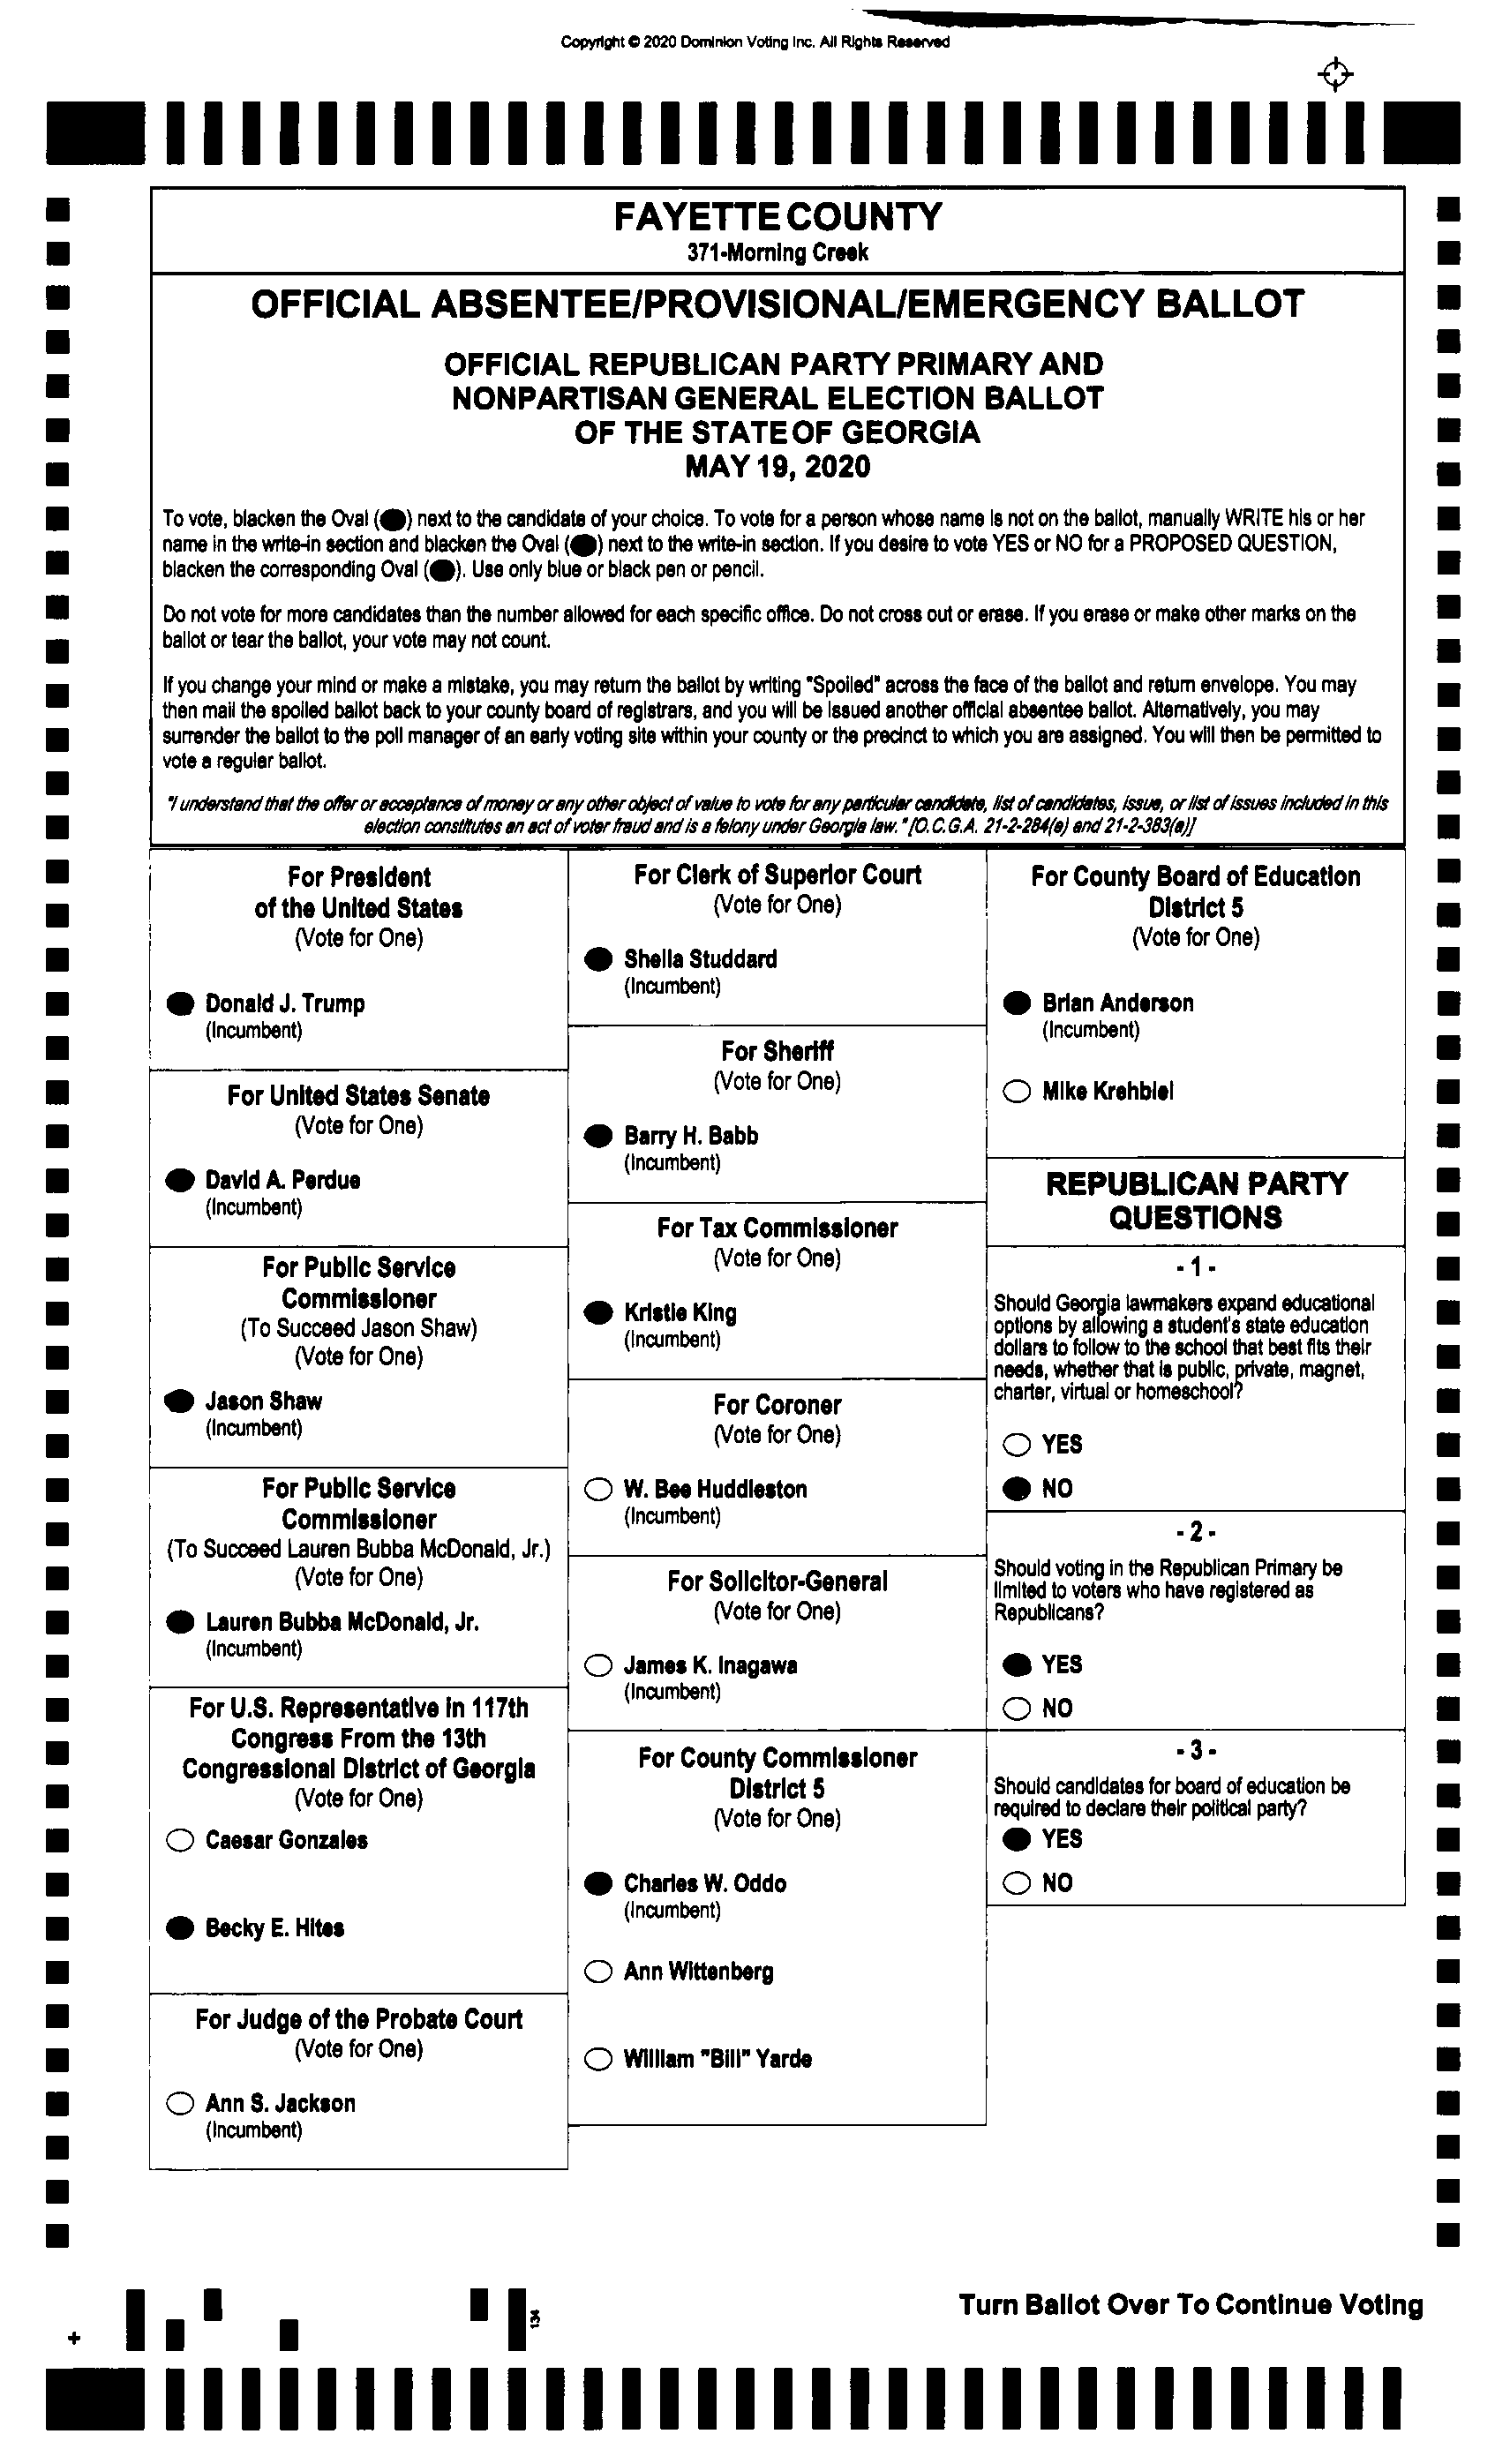 Copyright © 2020 Dominion Voting Inc. All Rights Reserved
FAYETTE COUNTY
371-Morning Creek
OFFICIAL ABSENTEE/PROVISIONAL/EMERGENCY BALLOT
OFFICIAL REPUBLICAN PARTY PRIMARY AND
NONPARTISAN GENERAL ELECTION BALLOT
OF THE STATE OF GEORGIA
MAY 19, 2020
To vote, blacken the Oval (●) next to the candidate of your choice. To vote for a person whose name is not on the ballot, manually WRITE his or her
name in the write-in section and blacken the Oval (●) next to the write-in section. If you desire to vote YES or NO for a PROPOSED QUESTION,
blacken the corresponding Oval (●). Use only blue or black pen or pencil.
Do not vote for more candidates than the number allowed for each specific office. Do not cross out or erase. If you erase or make other marks on the
ballot or tear the ballot, your vote may not count.
If you change your mind or make a mistake, you may return the ballot by writing "Spoiled" across the face of the ballot and return envelope. You may
then mail the spoiled ballot back to your county board of registrars, and you will be issued another official absentee ballot. Alternatively, you may
surrender the ballot to the poll manager of an early voting site within your county or the precinct to which you are assigned. You will then be permitted to
vote a regular ballot.
"I understand that the offer or acceptance of money or any other object of value to vote for any particular candidate, list of candidates, issue, or list of issues included in this
election constitutes an act of voter fraud and is a felony under Georgia law." [O.C.G.A. 21-2-284(e) and 21-2-383(a)]
For President
of the United States
(Vote for One)
Donald J. Trump
(Incumbent)
For United States Senate
(Vote for One)
David A. Perdue
(Incumbent)
For Public Service
Commissioner
(To Succeed Jason Shaw)
(Vote for One)
Jason Shaw
(Incumbent)
For Public Service
Commissioner
(To Succeed Lauren Bubba McDonald, Jr.)
(Vote for One)
Lauren Bubba McDonald, Jr.
(Incumbent)
For U.S. Representative in 117th
Congress From the 13th
Congressional District of Georgia
(Vote for One)
Caesar Gonzales
Becky E. Hites
For Judge of the Probate Court
(Vote for One)
Ann S. Jackson
(Incumbent)
For Clerk of Superior Court
(Vote for One)
Sheila Studdard
(Incumbent)
For Sheriff
(Vote for One)
Barry H. Babb
(Incumbent)
For Tax Commissioner
(Vote for One)
Kristie King
(Incumbent)
For Coroner
(Vote for One)
W. Bee Huddleston
(Incumbent)
For Solicitor-General
(Vote for One)
James K. Inagawa
(Incumbent)
For County Commissioner
District 5
(Vote for One)
Charles W. Oddo
(Incumbent)
Ann Wittenberg
William "Bill" Yarde
For County Board of Education
District 5
(Vote for One)
Brian Anderson
(Incumbent)
Mike Krehbiel
REPUBLICAN PARTY
QUESTIONS
- 1 -
Should Georgia lawmakers expand educational
options by allowing a student's state education
dollars to follow to the school that best fits their
needs, whether that is public, private, magnet,
charter, virtual or homeschool?
YES
NO
- 2 -
Should voting in the Republican Primary be
limited to voters who have registered as
Republicans?
YES
NO
- 3 -
Should candidates for board of education be
required to declare their political party?
YES
NO
134
Turn Ballot Over To Continue Voting